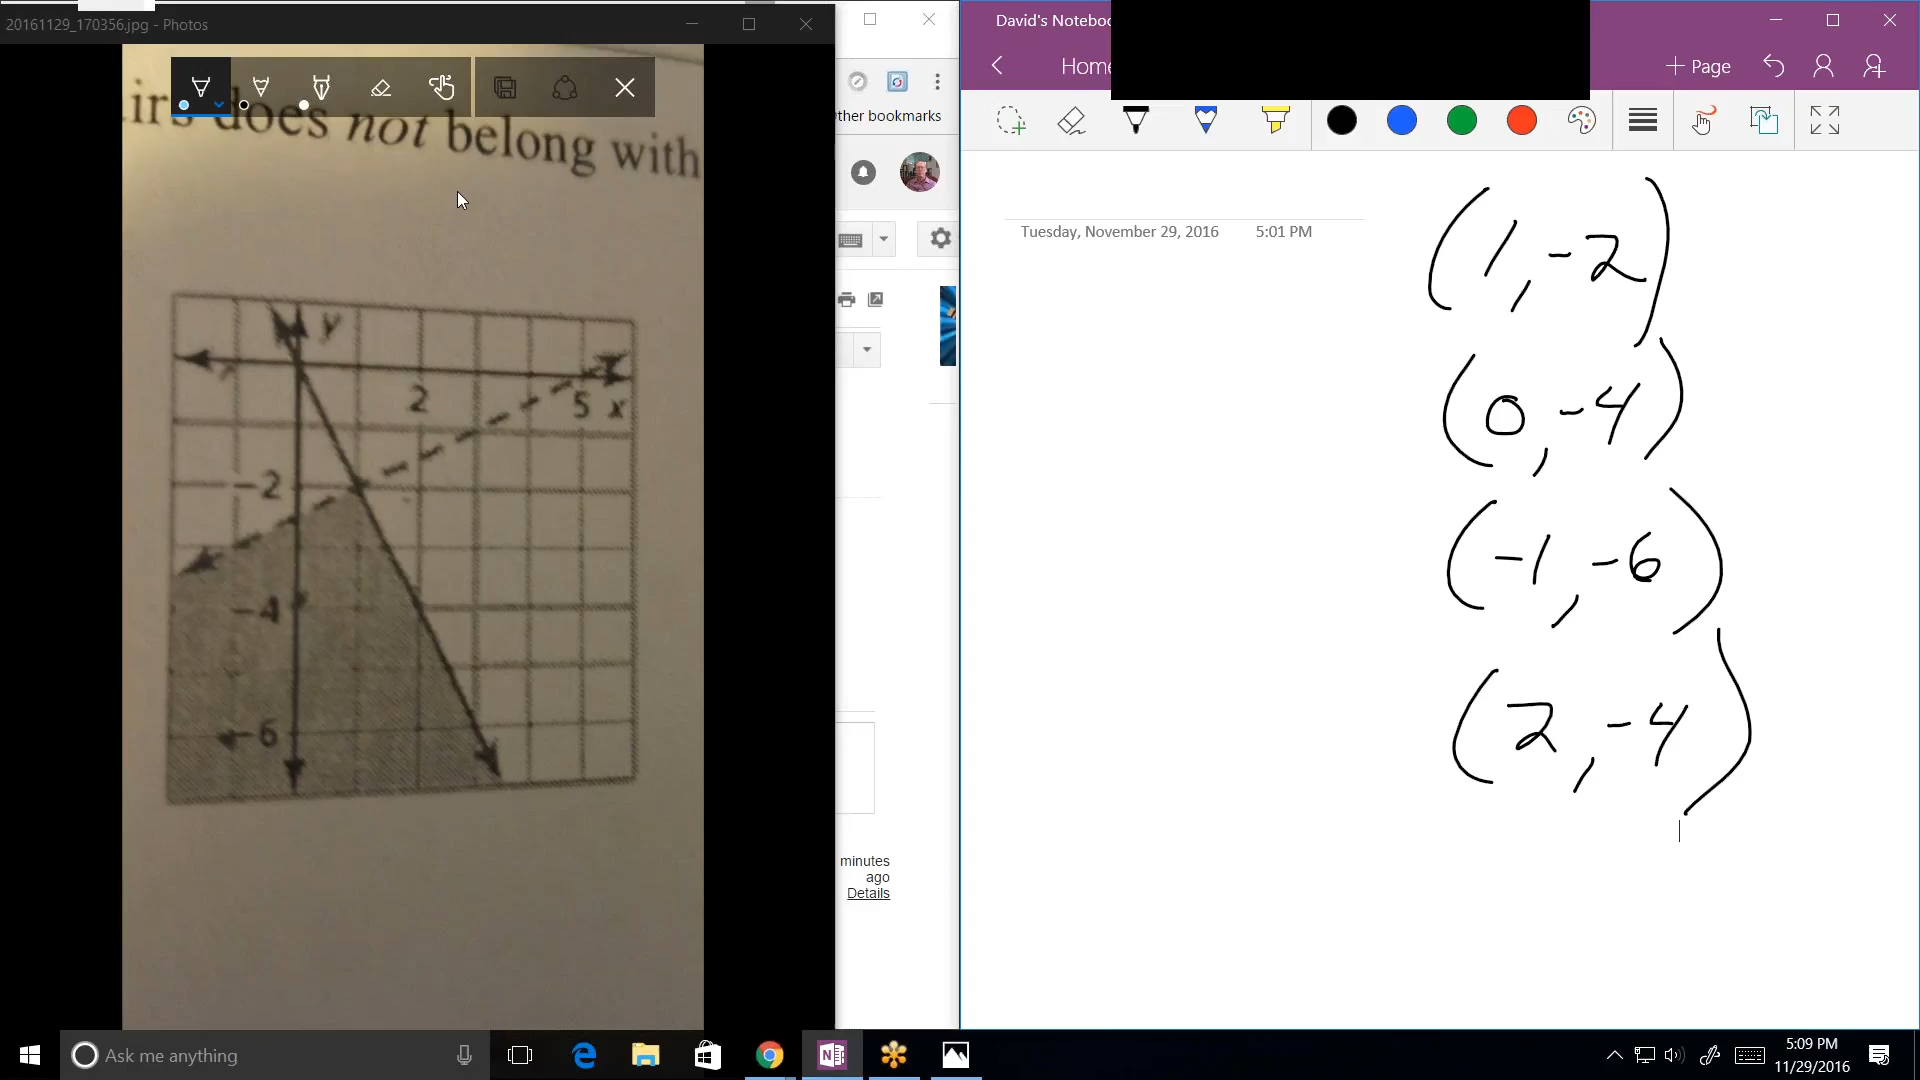 20161129_170356.jpg - Photos
does not belong with
y
2
5 x
-2
-4
-6
ther bookmarks
minutes
ago
Details
David's Noteboo
Home
Page
Tuesday, November 29, 2016 5:01 PM
(1, -2)
(0, -4)
(-1, -6)
(2, -4)
Ask me anything
5:09 PM
11/29/2016